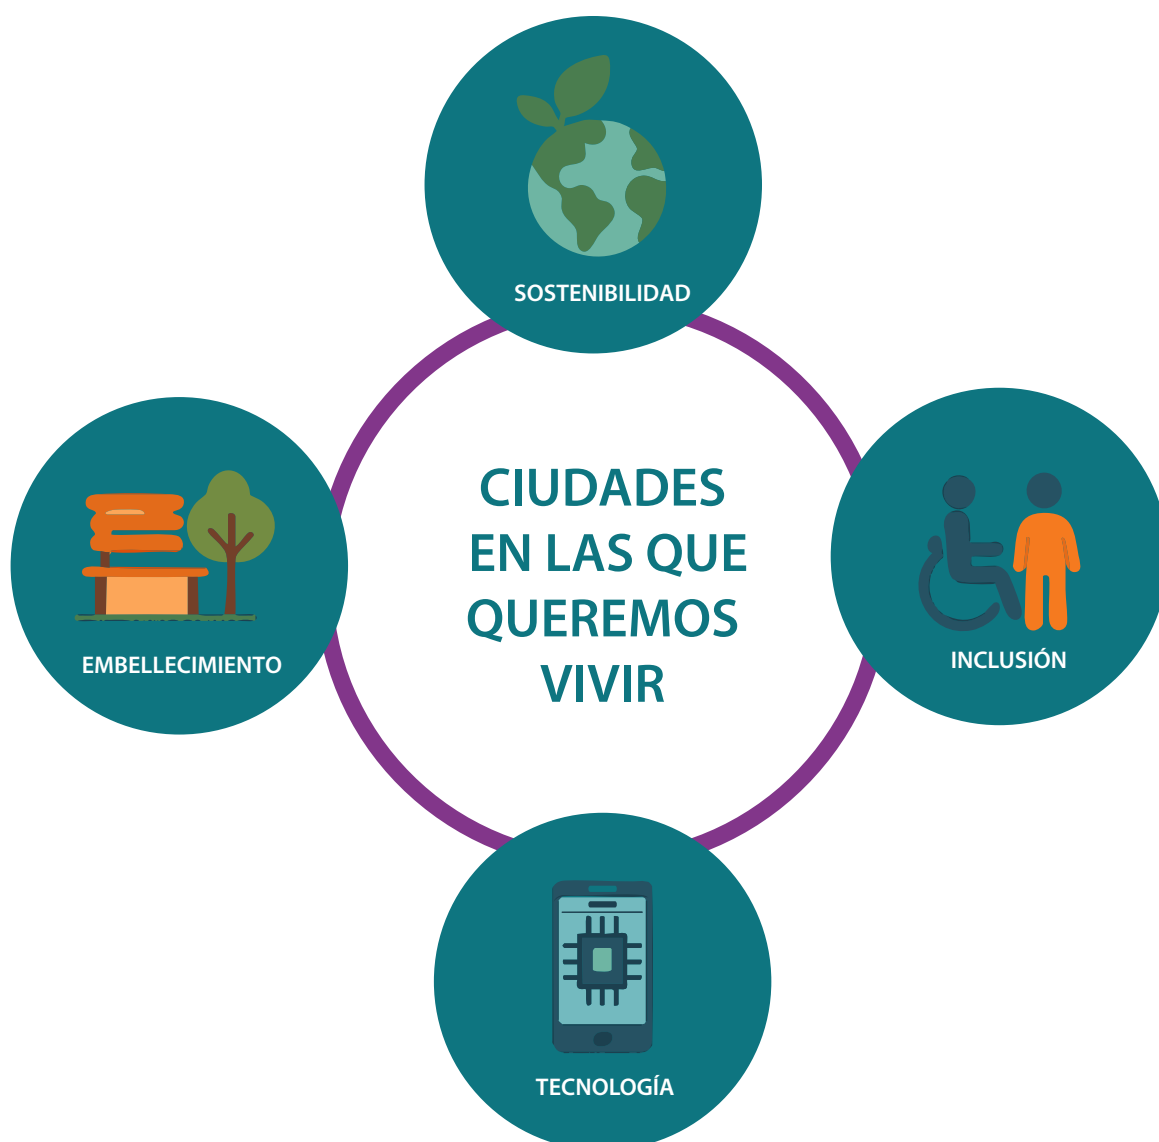 SOSTENIBILIDAD
CIUDADES
EN LAS QUE
QUEREMOS
VIVIR
EMBELLECIMIENTO
INCLUSIÓN
TECNOLOGÍA